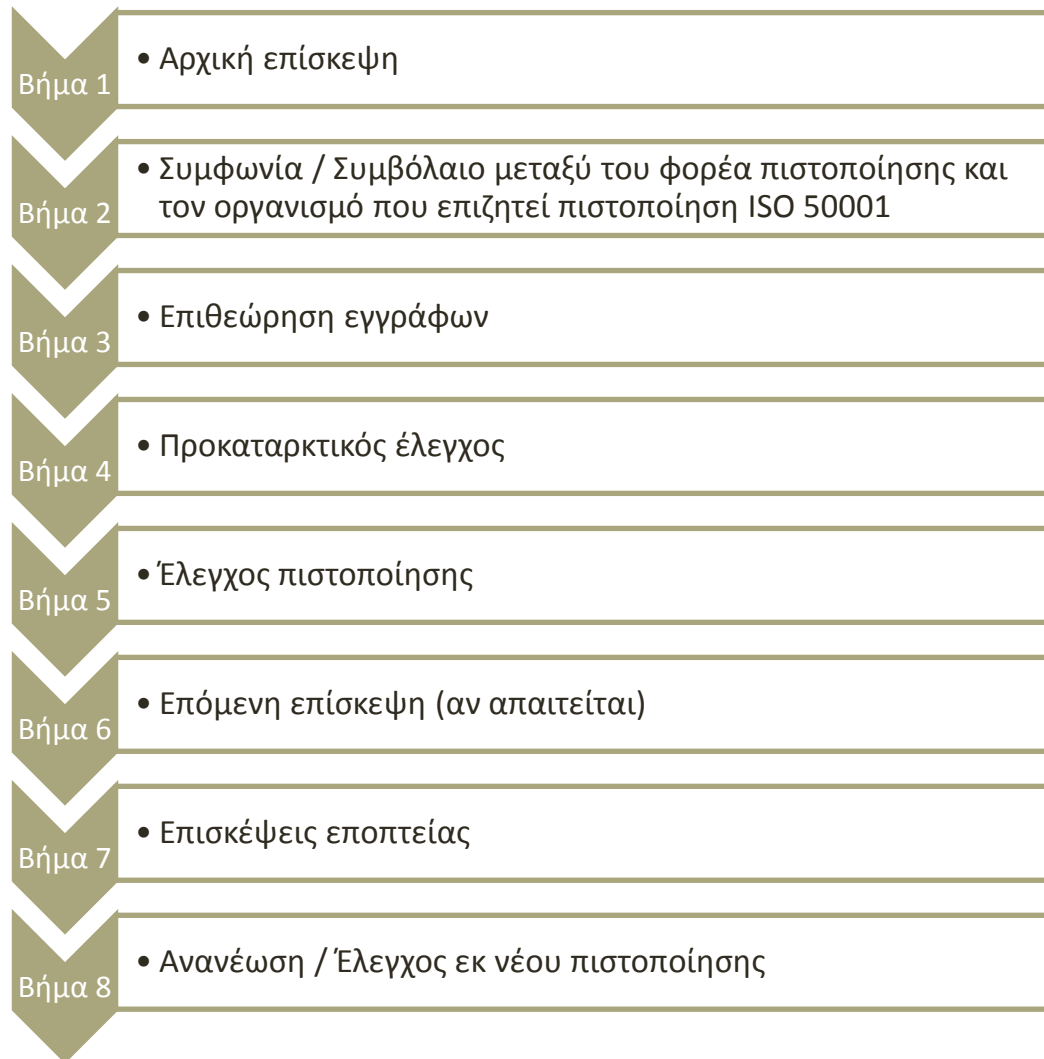 Βήμα 1
• Αρχική επίσκεψη
Βήμα 2
• Συμφωνία / Συμβόλαιο μεταξύ του φορέα πιστοποίησης και
τον οργανισμό που επιζητεί πιστοποίηση ISO 50001
Βήμα 3
• Επιθεώρηση εγγράφων
Βήμα 4
• Προκαταρκτικός έλεγχος
Βήμα 5
• Έλεγχος πιστοποίησης
Βήμα 6
• Επόμενη επίσκεψη (αν απαιτείται)
Βήμα 7
• Επισκέψεις εποπτείας
Βήμα 8
• Ανανέωση / Έλεγχος εκ νέου πιστοποίησης